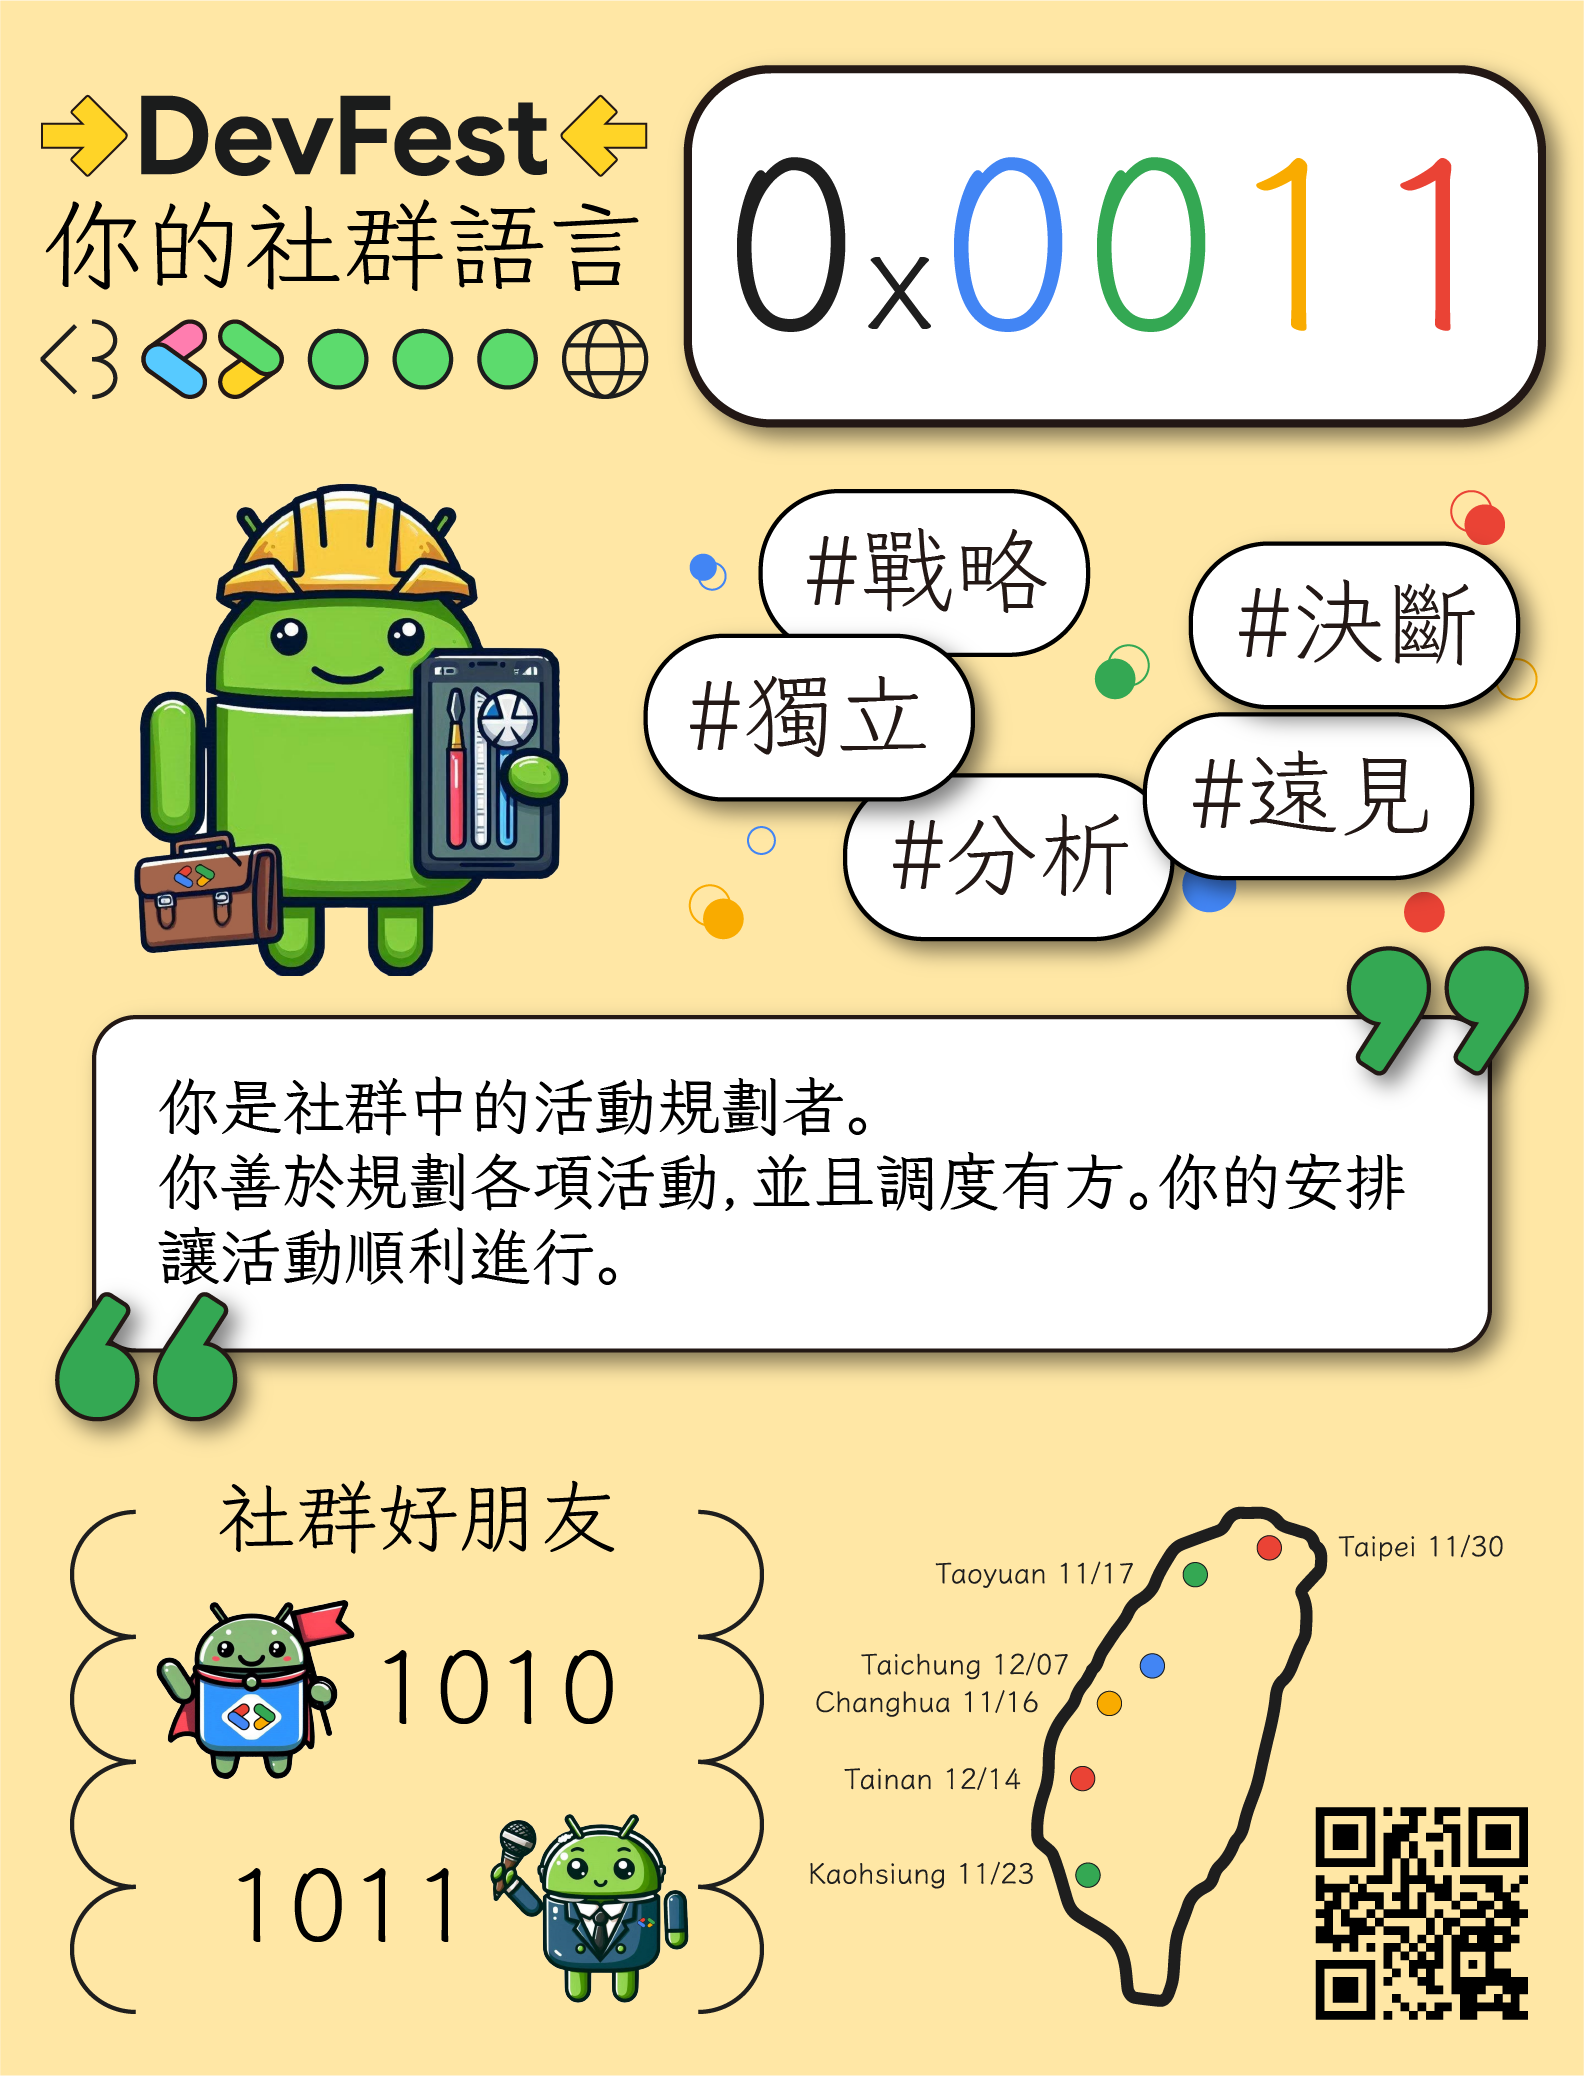 DevFest
你的社群語言
0x0011
#戰略
#決斷
#獨立
#遠見
#分析
你是社群中的活動規劃者。
你善於規劃各項活動,並且調度有方。你的安排
讓活動順利進行。
社群好朋友
1010
1011
Taipei 11/30
Taoyuan 11/17
Taichung 12/07
Changhua 11/16
Tainan 12/14
Kaohsiung 11/23